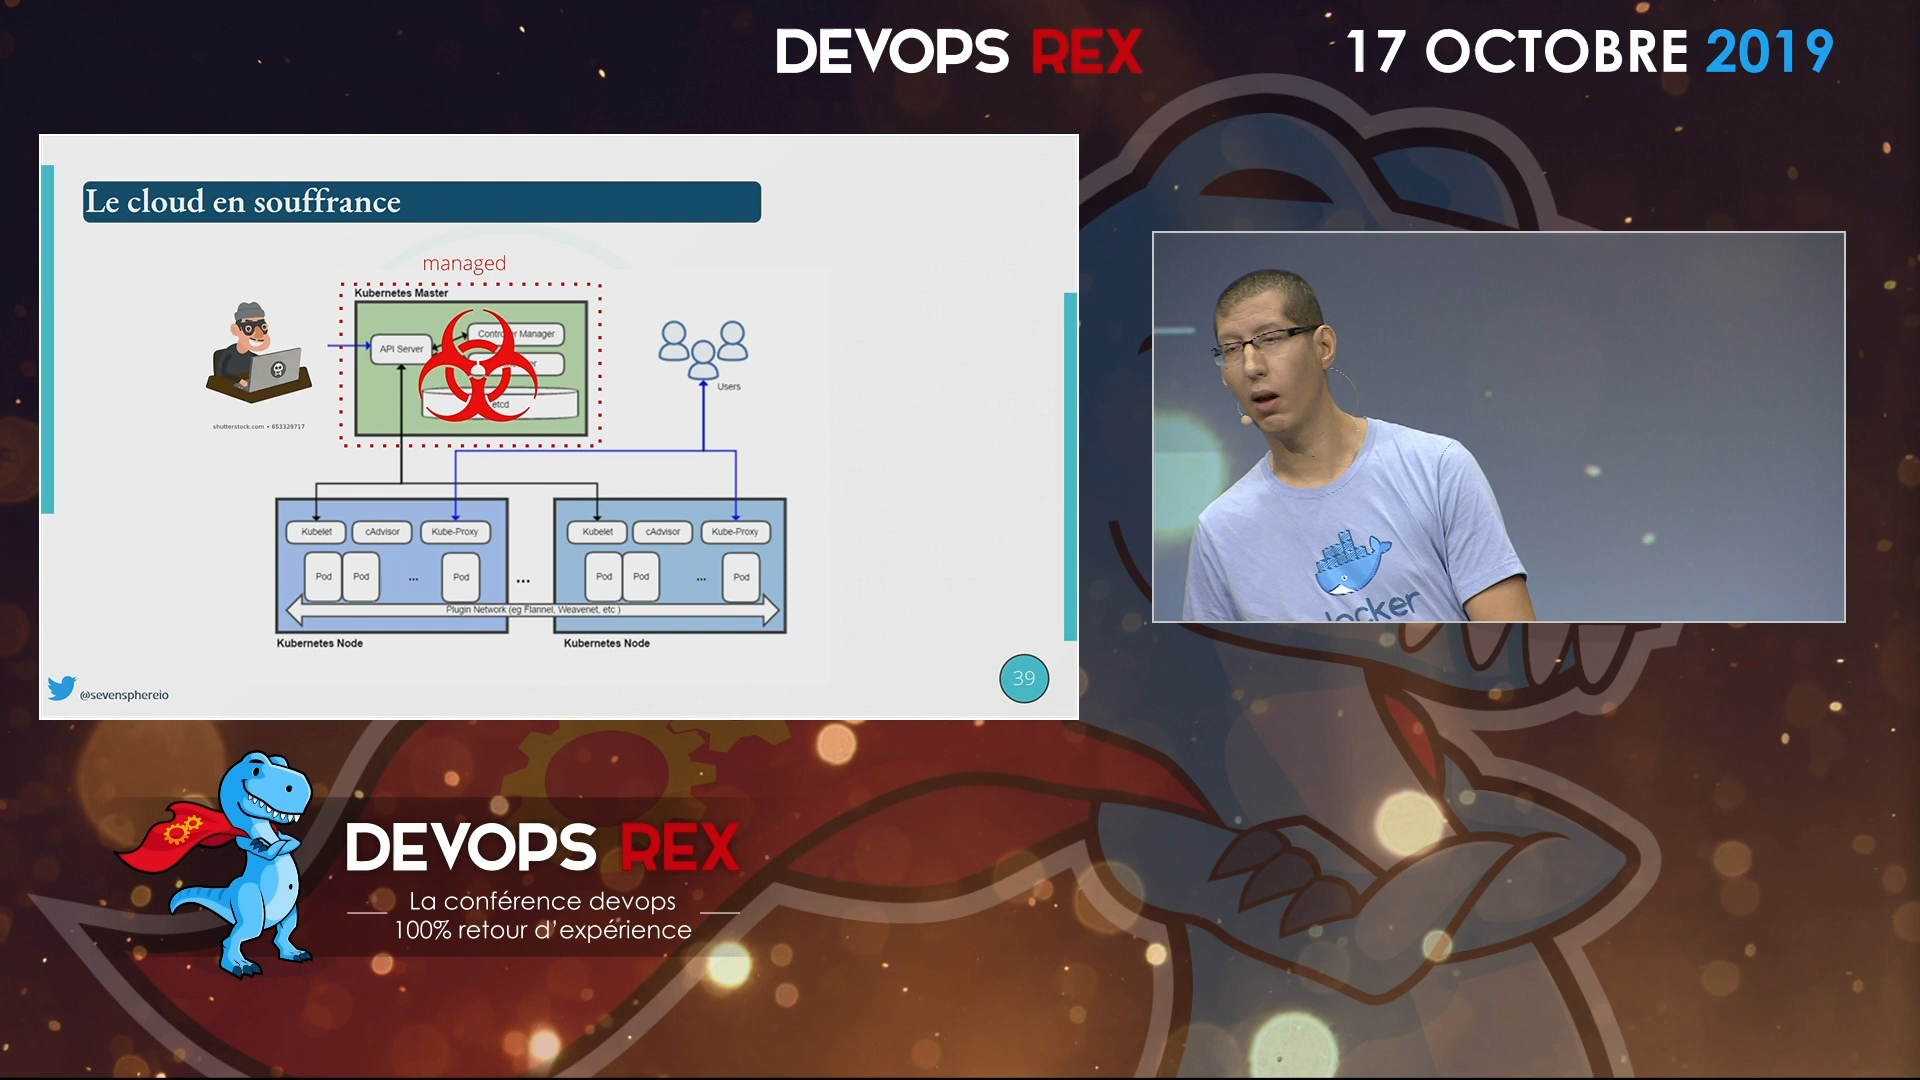 DEVOPS REX
17 OCTOBRE 2019
Le cloud en souffrance
managed
Kubernetes Master
API Server
Manager
etcd
shutterstock.com • 653329717
Users
Kubelet
cAdvisor
Kube-Proxy
Pod
Pod
...
Pod
...
Kubelet
cAdvisor
Kube-Proxy
Pod
Pod
...
Pod
Plugin Network (eg Flannel, Weavenet, etc )
Kubernetes Node
Kubernetes Node
@sevensphereio
39
docker
DEVOPS REX
La conférence devops
100% retour d'expérience